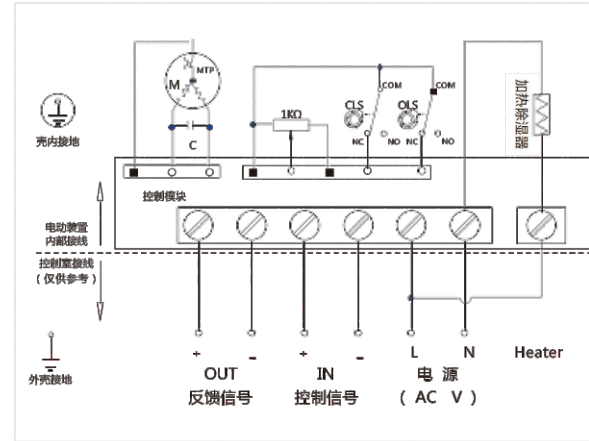 MTP
M
C
1KΩ
CLS
COM
NC
NO
OLS
COM
NC
NO
加热除湿器
壳内接地
控制模块
电动装置
内部接线
控制室接线
（仅供参考）
外壳接地
+
-
+
-
L
N
Heater
OUT
IN
电 源
反馈信号
控制信号
( AC V )